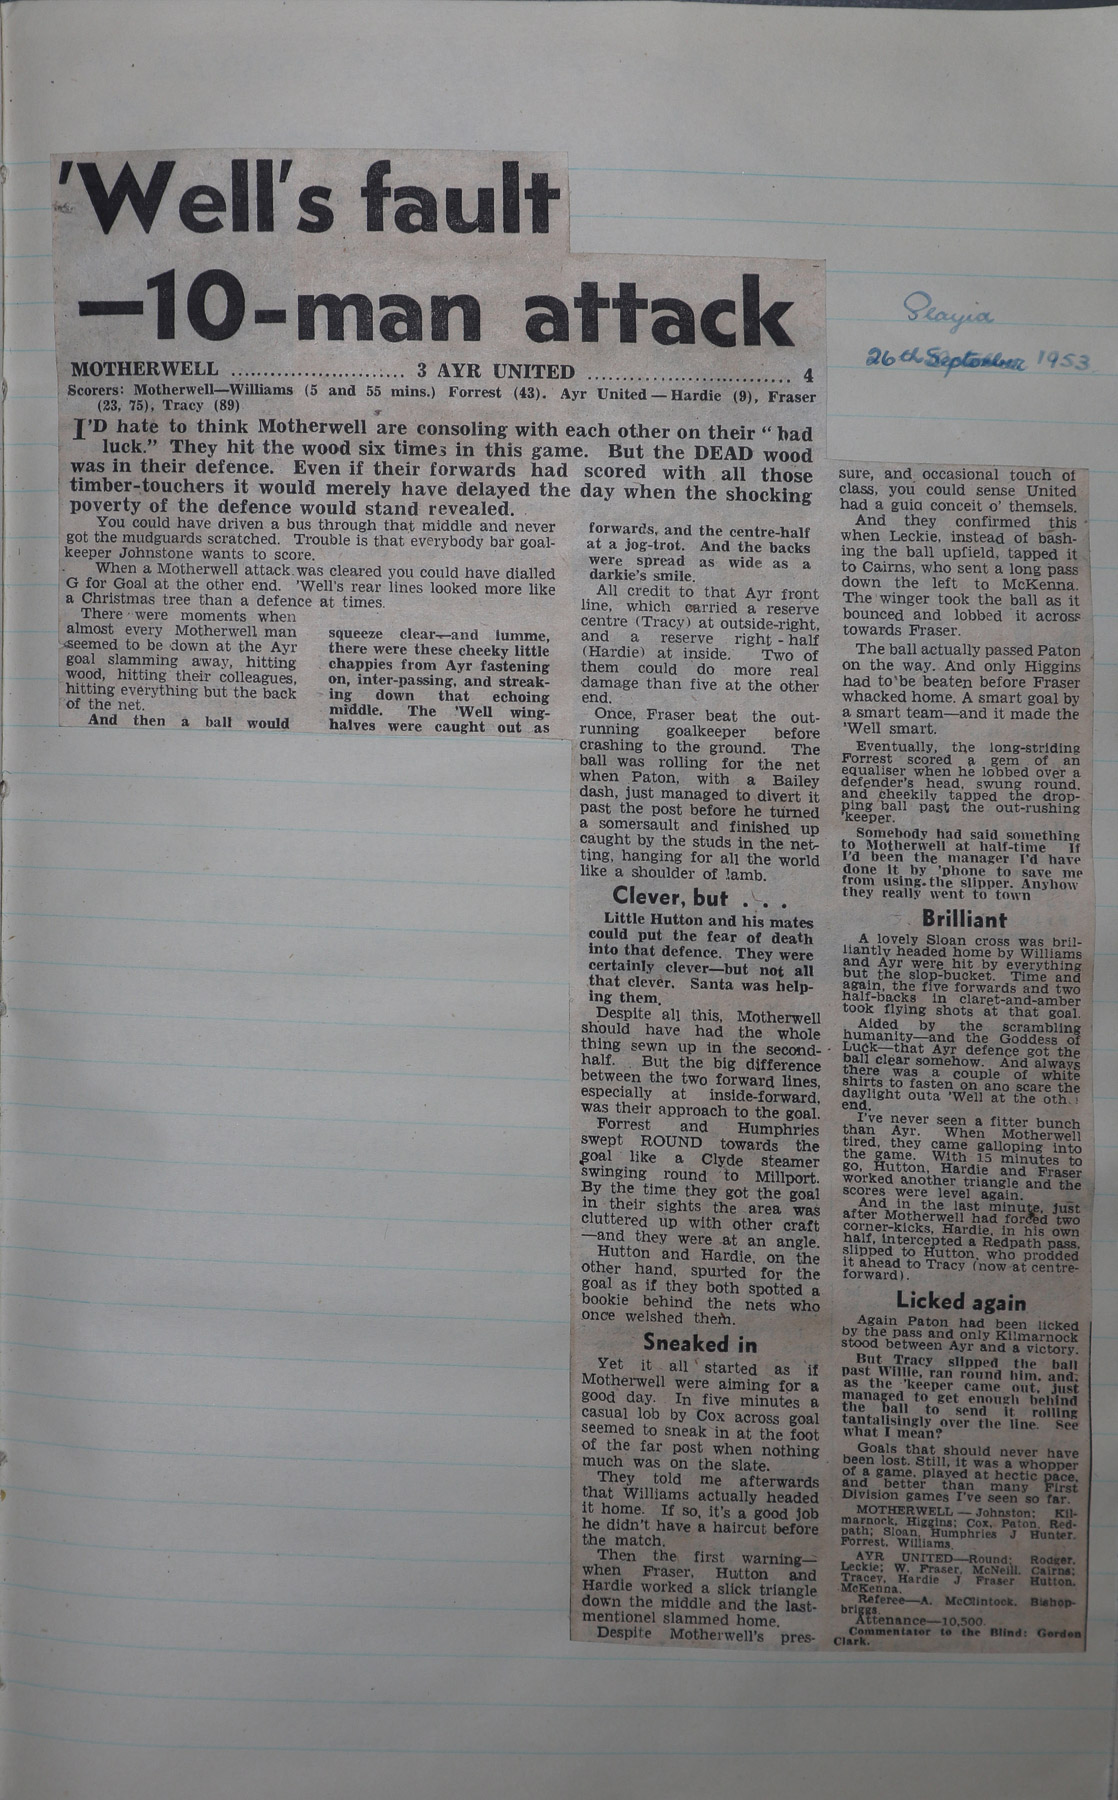 'Well's fault
—10-man attack
Played
26th September 1953
MOTHERWELL ........................ 3 AYR UNITED ............................ 4
Scorers: Motherwell—Williams (5 and 55 mins.) Forrest (43). Ayr United — Hardie (9), Fraser
(23, 75), Tracy (89)
I'D hate to think Motherwell are consoling with each other on their "bad
luck." They hit the wood six times in this game. But the DEAD wood
was in their defence. Even if their forwards had scored with all those
timber-touchers it would merely have delayed the day when the shocking
poverty of the defence would stand revealed.
You could have driven a bus through that middle and never
got the mudguards scratched. Trouble is that everybody bar goal-
keeper Johnstone wants to score.
When a Motherwell attack was cleared you could have dialled
G for Goal at the other end. 'Well's rear lines looked more like
a Christmas tree than a defence at times.
There were moments when
almost every Motherwell man
seemed to be down at the Ayr
goal slamming away, hitting
wood, hitting their colleagues,
hitting everything but the back
of the net.
And then a ball would
squeeze clear—and lumme,
there were these cheeky little
chappies from Ayr fastening
on, inter-passing, and streak-
ing down that echoing
middle. The 'Well wing-
halves were caught out as
forwards, and the centre-half
at a jog-trot. And the backs
were spread as wide as a
darkie's smile.
All credit to that Ayr front
line, which carried a reserve
centre (Tracy) at outside-right,
and a reserve right-half
(Hardie) at inside. Two of
them could do more real
damage than five at the other
end.
Once, Fraser beat the out-
running goalkeeper before
crashing to the ground. The
ball was rolling for the net
when Paton, with a Bailey
dash, just managed to divert it
past the post before he turned
a somersault and finished up
caught by the studs in the net-
ting, hanging for all the world
like a shoulder of lamb.
Clever, but . . .
Little Hutton and his mates
could put the fear of death
into that defence. They were
certainly clever—but not all
that clever. Santa was help-
ing them.
Despite all this, Motherwell
should have had the whole
thing sewn up in the second-
half. But the big difference
between the two forward lines,
especially at inside-forward,
was their approach to the goal.
Forrest and Humphries
swept ROUND towards the
goal like a Clyde steamer
swinging round to Millport.
By the time they got the goal
in their sights the area was
cluttered up with other craft
—and they were at an angle.
Hutton and Hardie, on the
other hand, spurted for the
goal as if they both spotted a
bookie behind the nets who
once welshed them.
Sneaked in
Yet it all started as if
Motherwell were aiming for a
good day. In five minutes a
casual lob by Cox across goal
seemed to sneak in at the foot
of the far post when nothing
much was on the slate.
They told me afterwards
that Williams actually headed
it home. If so, it's a good job
he didn't have a haircut before
the match.
Then the first warning—
when Fraser, Hutton and
Hardie worked a slick triangle
down the middle and the last-
mentionel slammed home.
Despite Motherwell's pres-
sure, and occasional touch of
class, you could sense United
had a guid conceit o' themsels.
And they confirmed this
when Leckie, instead of bash-
ing the ball upfield, tapped it
to Cairns, who sent a long pass
down the left to McKenna.
The winger took the ball as it
bounced and lobbed it across
towards Fraser.
The ball actually passed Paton
on the way. And only Higgins
had to be beaten before Fraser
whacked home. A smart goal by
a smart team—and it made the
'Well smart.
Eventually, the long-striding
Forrest scored a gem of an
equaliser when he lobbed over a
defender's head, swung round,
and cheekily tapped the drop-
ping ball past the out-rushing
'keeper.
Somebody had said something
to Motherwell at half-time If
I'd been the manager I'd have
done it by 'phone to save me
from using the slipper. Anyhow
they really went to town
Brilliant
A lovely Sloan cross was bril-
liantly headed home by Williams
and Ayr were hit by everything
but the slop-bucket. Time and
again, the five forwards and two
half-backs in claret-and-amber
took flying shots at that goal.
Aided by the scrambling
humanity—and the Goddess of
Luck—that Ayr defence got the
ball clear somehow. And always
there was a couple of white
shirts to fasten on ano scare the
daylight outa 'Well at the oth
end.
I've never seen a fitter bunch
than Ayr. When Motherwell
tired, they came galloping into
the game. With 15 minutes to
go, Hutton, Hardie and Fraser
worked another triangle and the
scores were level again.
And in the last minute, just
after Motherwell had forced two
corner-kicks, Hardie, in his own
half, intercepted a Redpath pass,
slipped to Hutton, who prodded
it ahead to Tracy (now at centre-
forward).
Licked again
Again Paton had been licked
by the pass and only Kilmarnock
stood between Ayr and a victory.
But Tracy slipped the ball
past Willie, ran round him, and,
as the 'keeper came out, just
managed to get enough behind
the ball to send it rolling
tantalisingly over the line. See
what I mean?
Goals that should never have
been lost. Still, it was a whopper
of a game, played at hectic pace,
and better than many First
Division games I've seen so far.
MOTHERWELL — Johnston; Kil-
marnock, Higgins; Cox, Paton, Red-
path; Sloan, Humphries J Hunter,
Forrest, Williams.
AYR UNITED—Round; Rodger,
Leckie; W. Fraser, McNeill, Cairns;
Tracey, Hardie J Fraser Hutton,
McKenna.
Referee—A. McClintock, Bishop-
briggs.
Attenance—10,500.
Commentator to the Blind: Gordon
Clark.